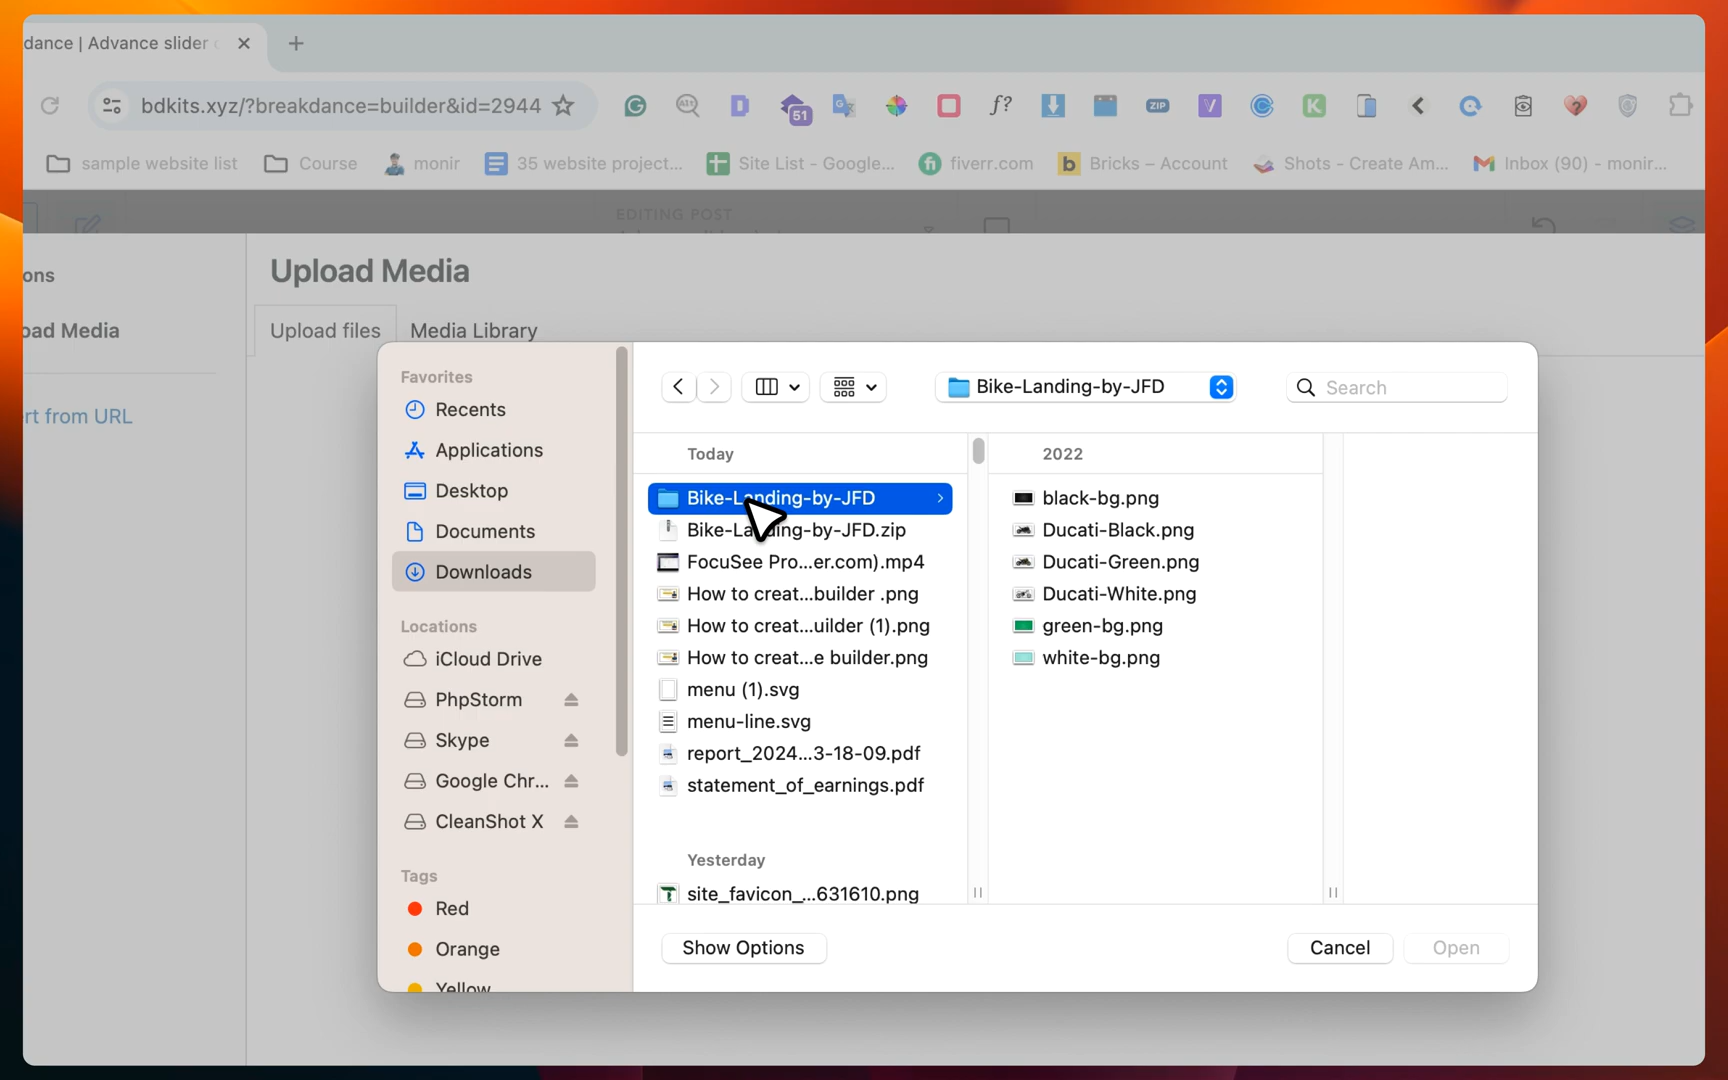 dance | Advance slider
bdkits.xyz/?breakdance=builder&id=2944
51
ZIP
sample website list
Course
monir
35 website project...
Site List - Google...
fiverr.com
Bricks – Account
Shots - Create Am...
Inbox (90) - monir...
EDITING POST
ons
Upload Media
oad Media
Upload files
Media Library
rt from URL
Favorites
Recents
Applications
Desktop
Documents
Downloads
Locations
iCloud Drive
PhpStorm
Skype
Google Chr...
CleanShot X
Tags
Red
Orange
Yellow
Bike-Landing-by-JFD
Search
Today
Bike-Landing-by-JFD
Bike-Landing-by-JFD.zip
FocuSee Pro...er.com).mp4
How to creat...builder .png
How to creat...uilder (1).png
How to creat...e builder.png
menu (1).svg
menu-line.svg
report_2024...3-18-09.pdf
statement_of_earnings.pdf
Yesterday
site_favicon_...631610.png
2022
black-bg.png
Ducati-Black.png
Ducati-Green.png
Ducati-White.png
green-bg.png
white-bg.png
Show Options
Cancel
Open